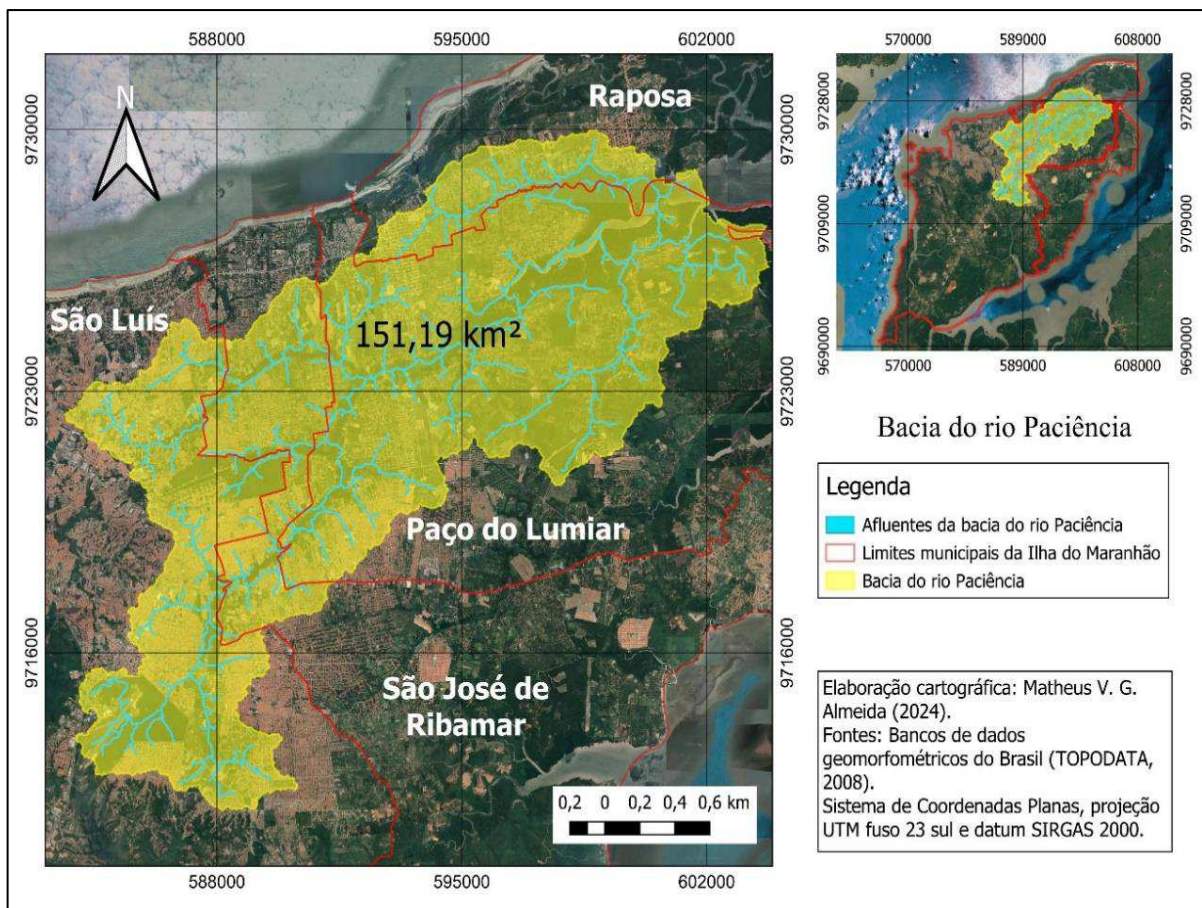 588000 595000 602000
N
Raposa
9730000 9730000
São Luís
151,19 km²
9723000 9723000
Paço do Lumiar
9716000 9716000
São José de
Ribamar
0,2 0 0,2 0,4 0,6 km
588000 595000 602000
570000 589000 608000
9728000 9728000
9709000 9709000
9690000 9690000
570000 589000 608000
Bacia do rio Paciência
Legenda
Afluentes da bacia do rio Paciência
Limites municipais da Ilha do Maranhão
Bacia do rio Paciência
Elaboração cartográfica: Matheus V. G.
Almeida (2024).
Fontes: Bancos de dados
geomorfométricos do Brasil (TOPODATA,
2008).
Sistema de Coordenadas Planas, projeção
UTM fuso 23 sul e datum SIRGAS 2000.